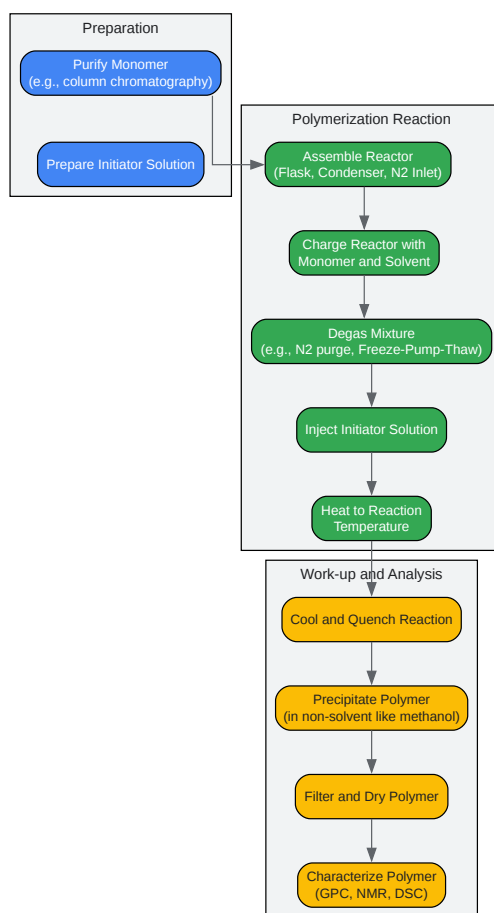 Preparation
Purify Monomer
(e.g., column chromatography)
Prepare Initiator Solution
Polymerization Reaction
Assemble Reactor
(Flask, Condenser, N2 Inlet)
Charge Reactor with
Monomer and Solvent
Degas Mixture
(e.g., N2 purge, Freeze-Pump-Thaw)
Inject Initiator Solution
Heat to Reaction
Temperature
Work-up and Analysis
Cool and Quench Reaction
Precipitate Polymer
(in non-solvent like methanol)
Filter and Dry Polymer
Characterize Polymer
(GPC, NMR, DSC)